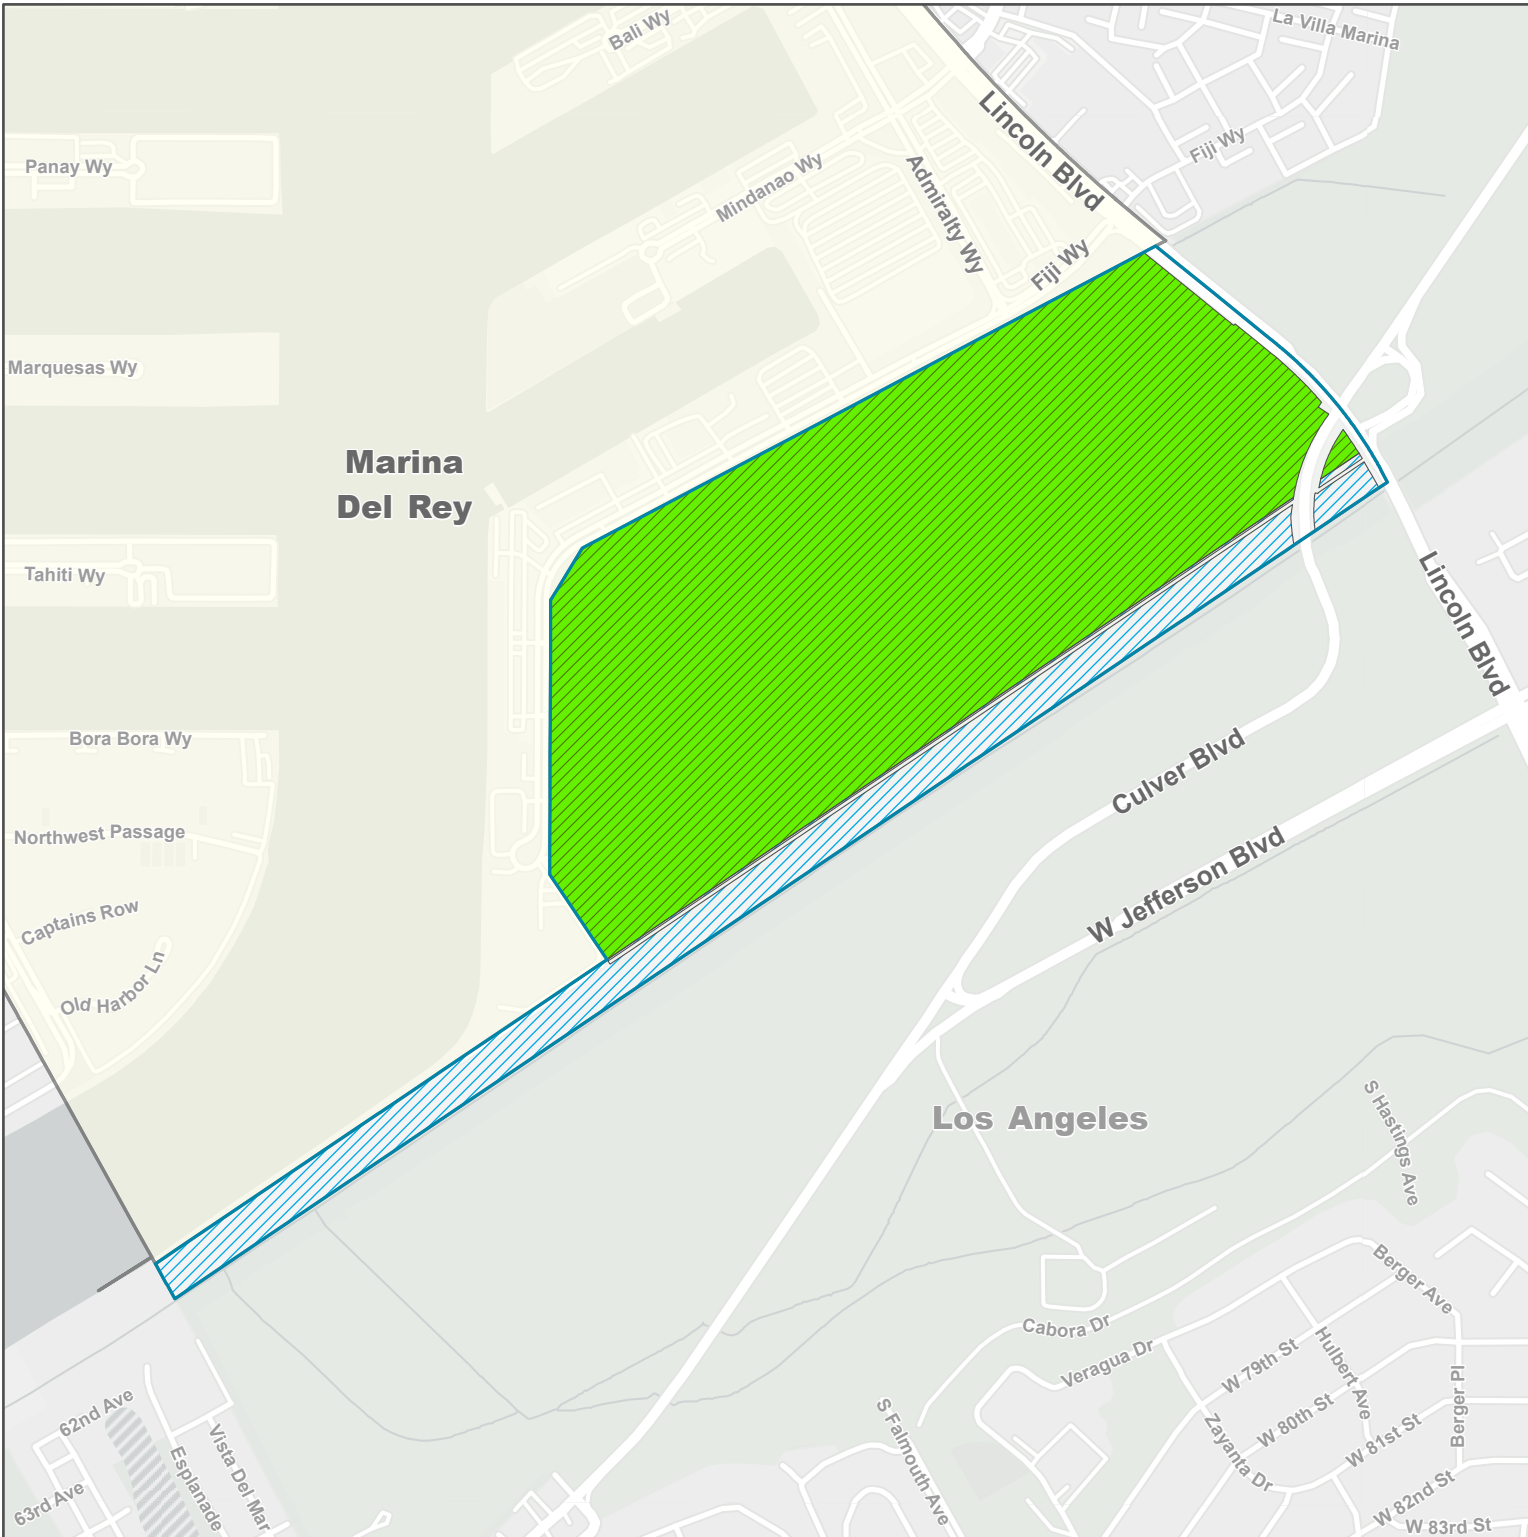 Bali Wy
La Villa Marina
Lincoln Blvd
Fiji Wy
Panay Wy
Mindanao Wy
Admiralty Wy
Fiji Wy
Marquesas Wy
Marina
Del Rey
Tahiti Wy
Lincoln Blvd
Bora Bora Wy
Culver Blvd
Northwest Passage
W Jefferson Blvd
Captains Row
Old Harbor Ln
Los Angeles
S Hastings Ave
Berger Ave
Cabora Dr
Veragua Dr
W 79th St
Hulbert Ave
Berger Pl
62nd Ave
W 80th St
W 81st St
S Falmouth Ave
Zayanta Dr
Vista Del Mar
Esplanade
63rd Ave
W 82nd St
W 83rd St